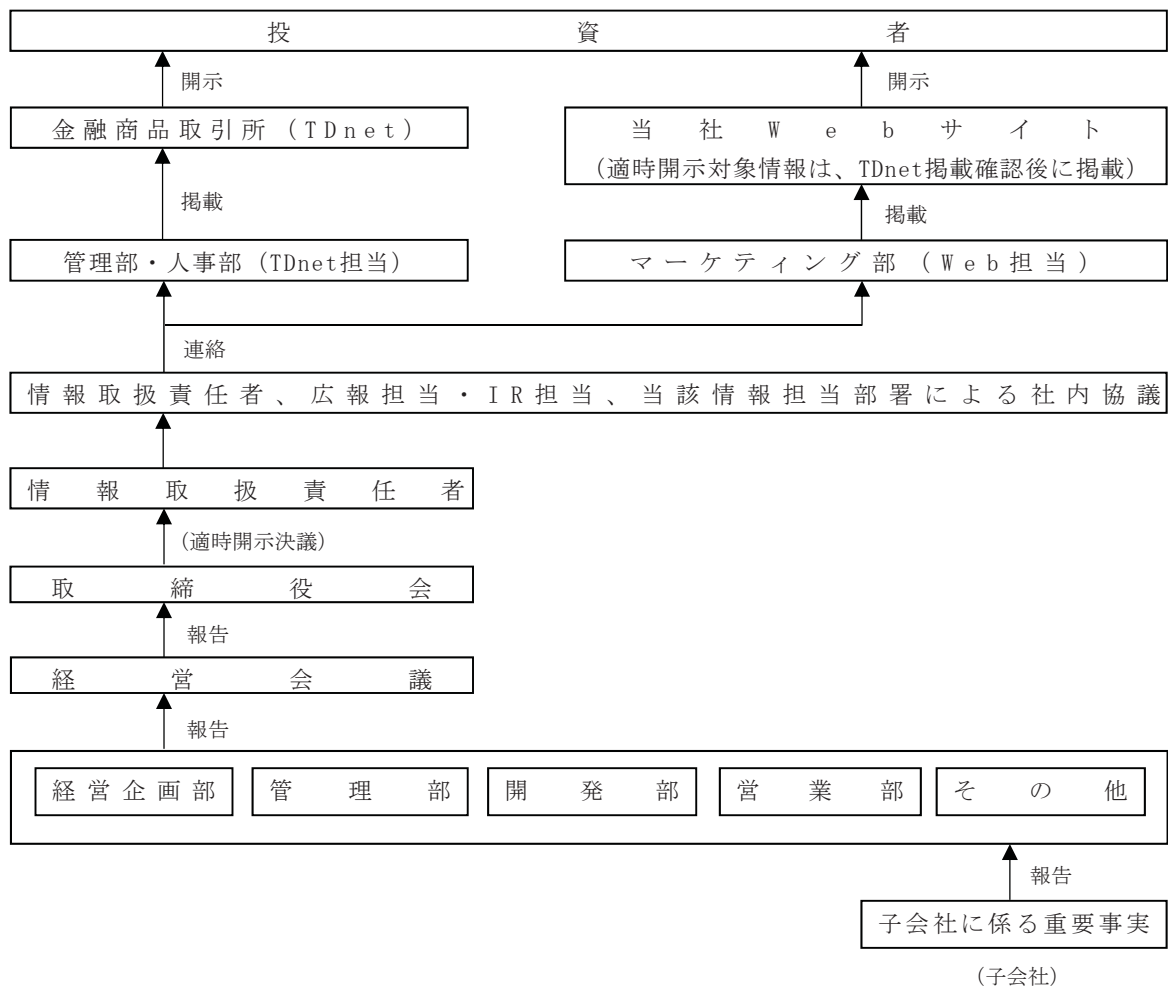 投資者
開示 開示
金融商品取引所（TDnet） 当社Webサイト
（適時開示対象情報は、TDnet掲載確認後に掲載）
掲載 掲載
管理部・人事部（TDnet担当） マーケティング部（Web担当）
連絡
情報取扱責任者、広報担当・IR担当、当該情報担当部署による社内協議
情報取扱責任者
（適時開示決議）
取締役会
報告
経営会議
報告
経営企画部 管理部 開発部 営業部 その他
報告
子会社に係る重要事実
（子会社）